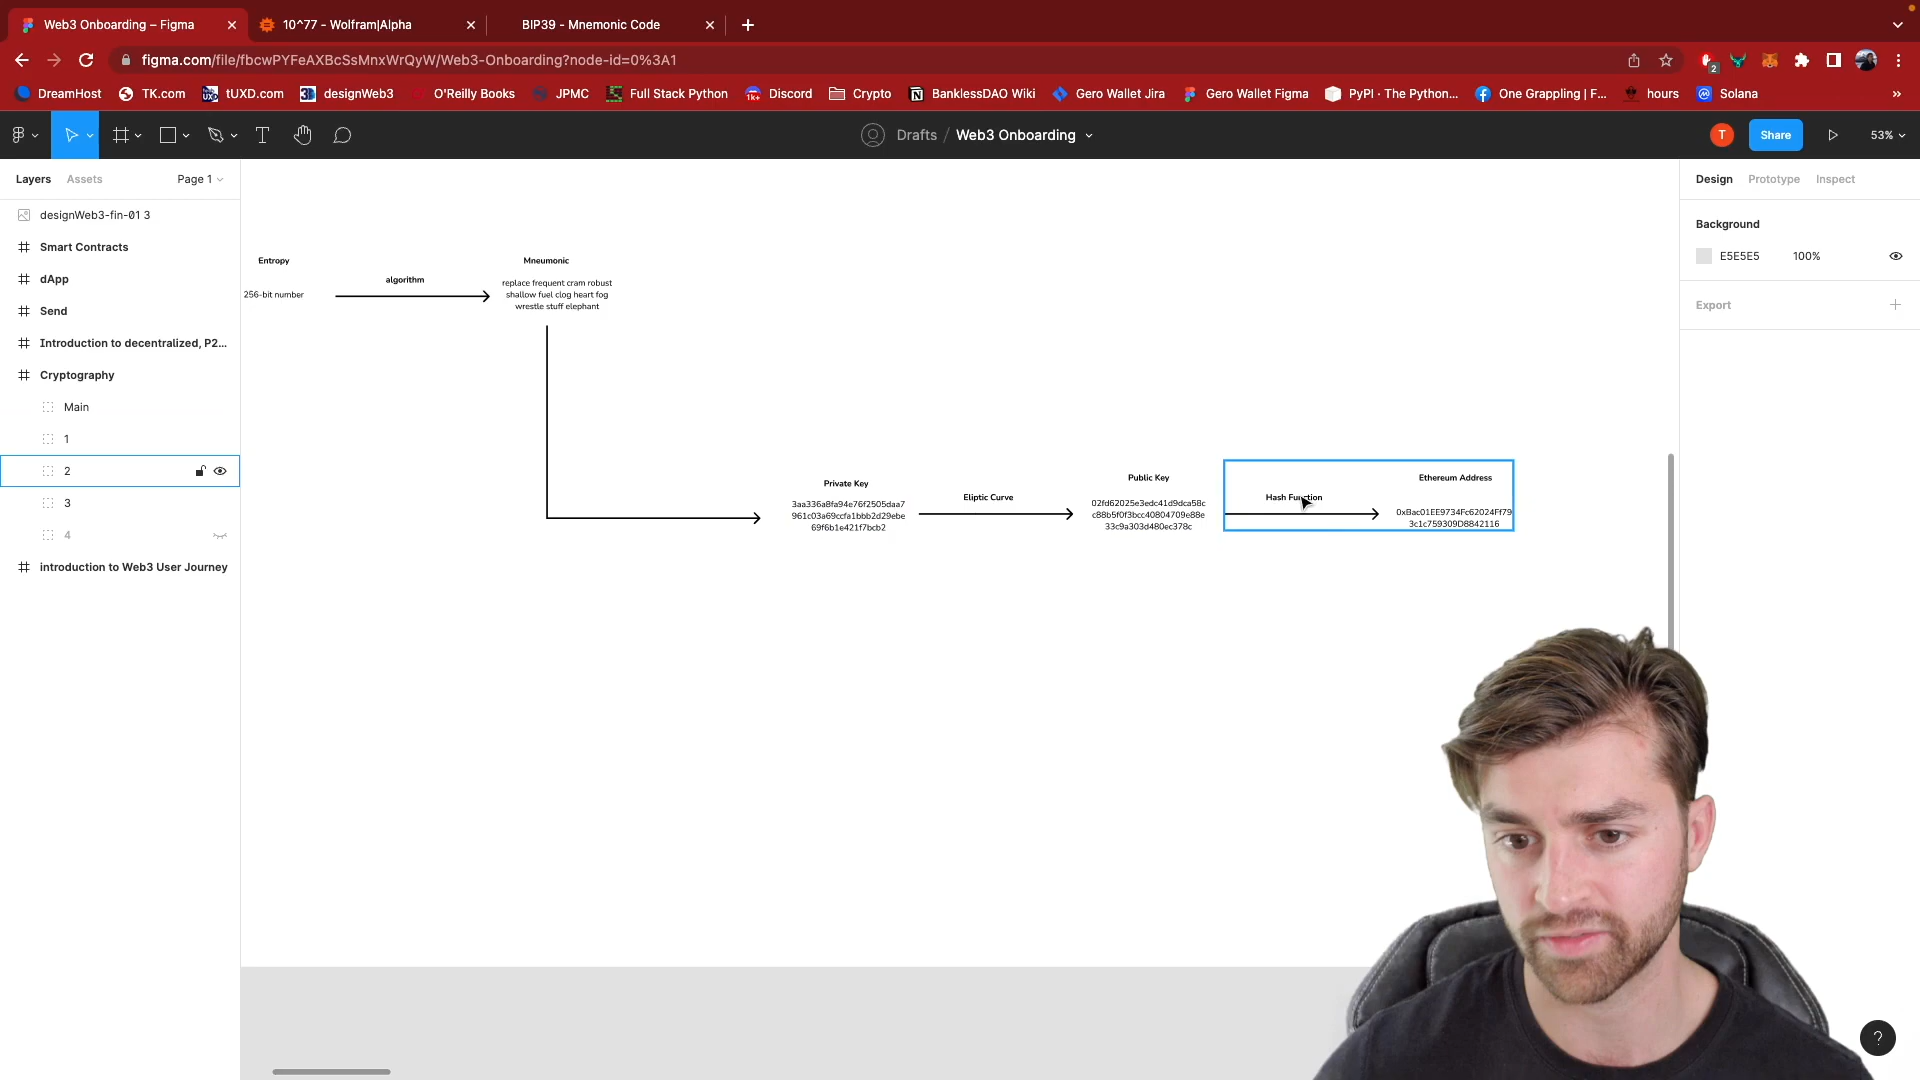 Web3 Onboarding – Figma
10^77 - Wolfram|Alpha
BIP39 - Mnemonic Code
figma.com/file/fbcwPYFeAXBcSsMnxWrQyW/Web3-Onboarding?node-id=0%3A1
2
DreamHost
TK.com
tUXD.com
designWeb3
O'Reilly Books
JPMC
Full Stack Python
1k+
Discord
Crypto
BanklessDAO Wiki
Gero Wallet Jira
Gero Wallet Figma
PyPI · The Python...
One Grappling | F...
hours
Solana
»
Drafts / Web3 Onboarding
T
Share
53%
Layers
Assets
Page 1
Design
Prototype
Inspect
designWeb3-fin-01 3
Smart Contracts
dApp
Send
Introduction to decentralized, P2...
Cryptography
Main
1
2
3
4
introduction to Web3 User Journey
Background
E5E5E5
100%
Export
Entropy
256-bit number
algorithm
Mneumonic
replace frequent cram robust
shallow fuel clog heart fog
wrestle stuff elephant
Private Key
3aa336a8fa94e76f2505daa7
961c03a69ccfa1bbb2d29ebe
69f6b1e421f7bcb2
Eliptic Curve
Public Key
02fd62025e3edc41d9dca58c
c88b5f0f3bcc40804709e88e
33c9a303d480ec378c
Hash Function
Ethereum Address
0xBac01EE9734Fc62024Ff79
3c1c759309D8842116
?